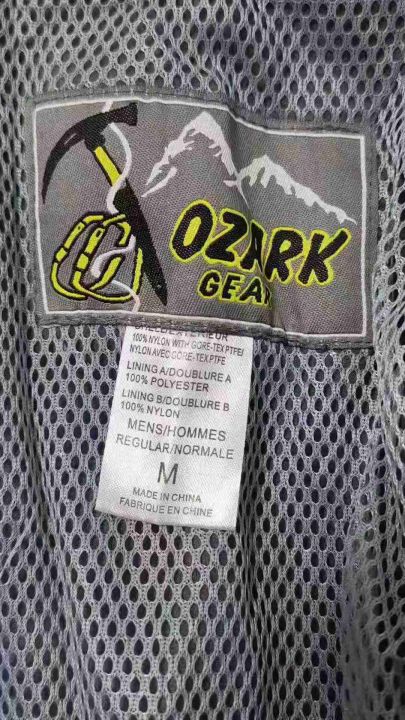 OZARK
GEAR
100% NYLON WITH GORE-TEX PTFE/
NYLON AVEC GORE-TEX PTFE
LINING A/DOUBLURE A
100% POLYESTER
LINING B/DOUBLURE B
100% NYLON
MENS/HOMMES
REGULAR/NORMALE
M
MADE IN CHINA
FABRIQUE EN CHINE